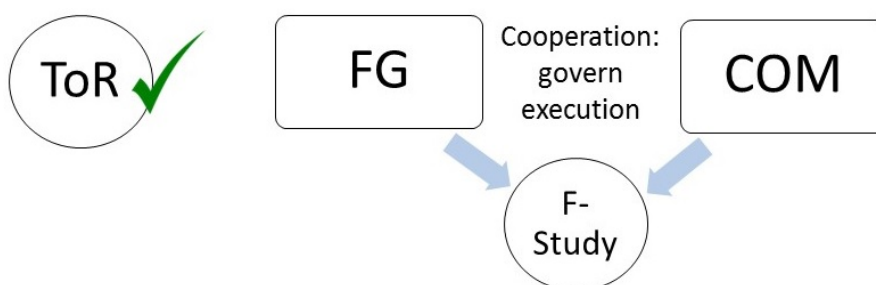 ToR
FG
Cooperation:
govern
execution
COM
F-
Study